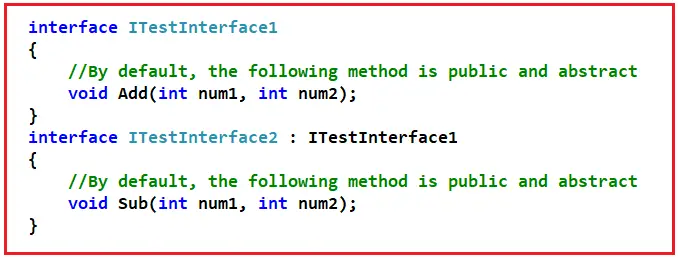 interface ITestInterface1
{
    //By default, the following method is public and abstract
    void Add(int num1, int num2);
}
interface ITestInterface2 : ITestInterface1
{
    //By default, the following method is public and abstract
    void Sub(int num1, int num2);
}